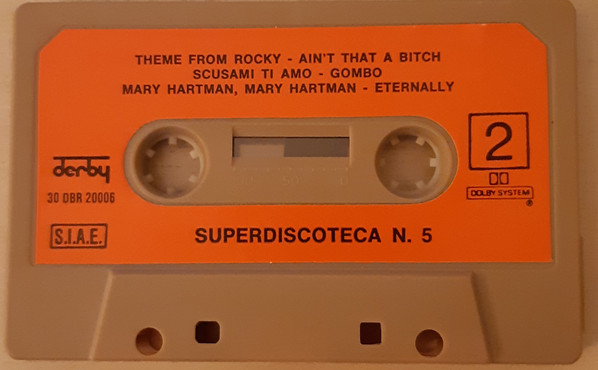 THEME FROM ROCKY - AIN'T THAT A BITCH
SCUSAMI TI AMO - GOMBO
MARY HARTMAN, MARY HARTMAN - ETERNALLY
2
derby
30 DBR 20006
DOLBY SYSTEM
®
S.I.A.E.
SUPERDISCOTECA N. 5